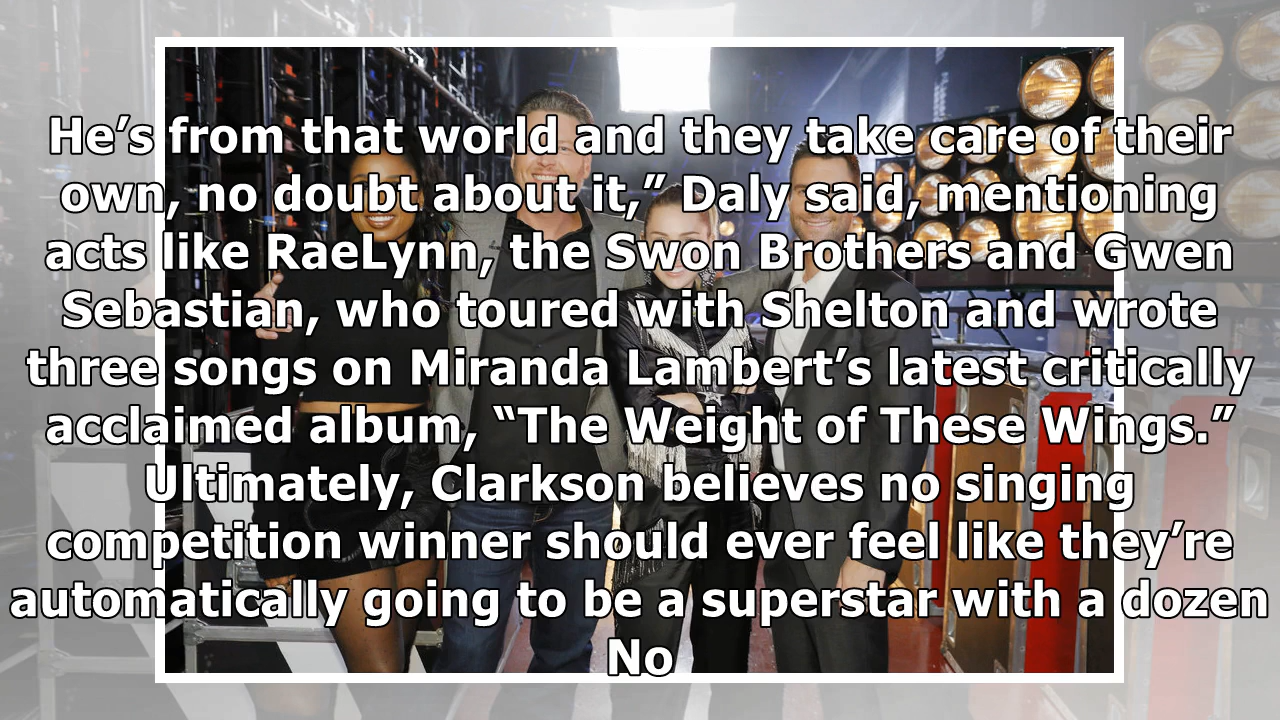 He’s from that world and they take care of their
own, no doubt about it,” Daly said, mentioning
acts like RaeLynn, the Swon Brothers and Gwen
Sebastian, who toured with Shelton and wrote
three songs on Miranda Lambert’s latest critically
acclaimed album, “The Weight of These Wings.”
Ultimately, Clarkson believes no singing
competition winner should ever feel like they’re
automatically going to be a superstar with a dozen
No